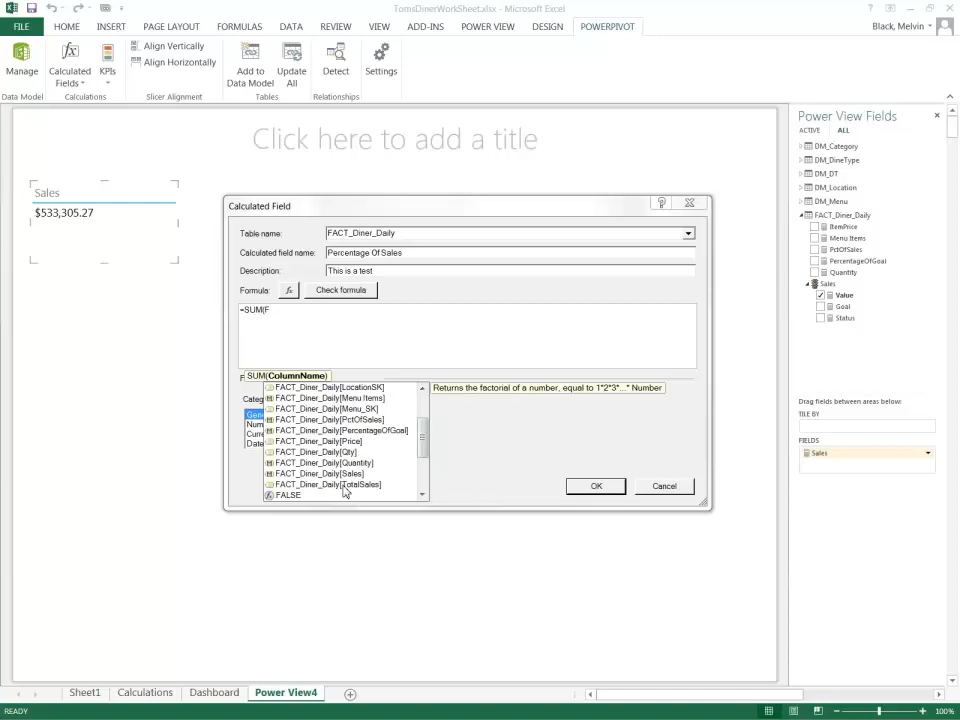 TomsDinerWorkSheet.xlsx - Microsoft Excel
FILE HOME INSERT PAGE LAYOUT FORMULAS DATA REVIEW VIEW ADD-INS POWER VIEW DESIGN POWERPIVOT
Black, Melvin
Manage
Calculated Fields
KPIs
Align Vertically
Align Horizontally
Add to Data Model
Update All
Detect
Settings
Data Model Calculations Slicer Alignment Tables Relationships
Click here to add a title
Sales
$533,305.27
Calculated Field
Table name: FACT_Diner_Daily
Calculated field name: Percentage Of Sales
Description: This is a test
Formula: fx Check formula
=SUM(F
SUM(ColumnName)
FACT_Diner_Daily[LocationSK]
Returns the factorial of a number, equal to 1*2*3*...* Number
FACT_Diner_Daily[Menu Items]
FACT_Diner_Daily[Menu_SK]
FACT_Diner_Daily[PctOfSales]
FACT_Diner_Daily[PercentageOfGoal]
FACT_Diner_Daily[Price]
FACT_Diner_Daily[Qty]
FACT_Diner_Daily[Quantity]
FACT_Diner_Daily[Sales]
FACT_Diner_Daily[TotalSales]
FALSE
OK Cancel
Power View Fields
ACTIVE ALL
DM_Category
DM_DineType
DM_DT
DM_Location
DM_Menu
FACT_Diner_Daily
ItemPrice
Menu Items
PctOfSales
PercentageOfGoal
Quantity
Sales
Value
Goal
Status
Drag fields between areas below:
TILE BY
FIELDS
Sales
Sheet1 Calculations Dashboard Power View4
READY
100%